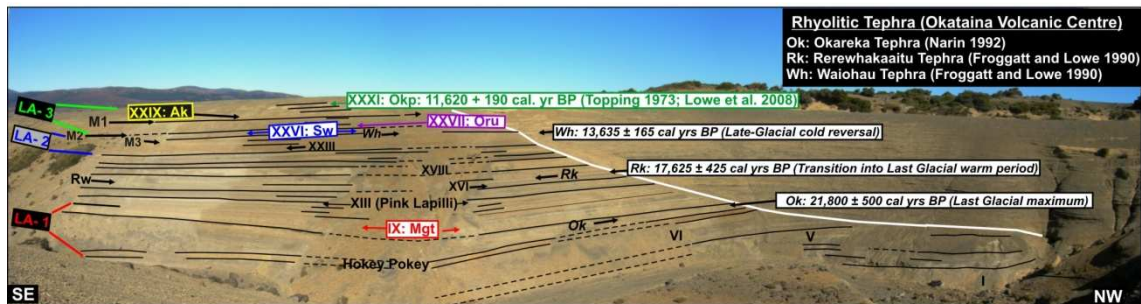 Rhyolitic Tephra (Okataina Volcanic Centre)
Ok: Okareka Tephra (Narin 1992)
Rk: Rerewhakaaitu Tephra (Froggatt and Lowe 1990)
Wh: Waiohau Tephra (Froggatt and Lowe 1990)
LA- 3
XXIX: Ak
XXXI: Okp: 11,620 + 190 cal. yr BP (Topping 1973; Lowe et al. 2008)
M1
LA- 2
M2
M3
XXVI: Sw
XXVII: Oru
Wh
Wh: 13,635 ± 165 cal yrs BP (Late-Glacial cold reversal)
XXIII
XVIII
Rk
Rk: 17,625 ± 425 cal yrs BP (Transition into Last Glacial warm period)
Rw
XVI
XIII (Pink Lapilli)
Ok: 21,800 ± 500 cal yrs BP (Last Glacial maximum)
LA- 1
IX: Mgt
Ok
VI
V
Hokey Pokey
I
SE
NW